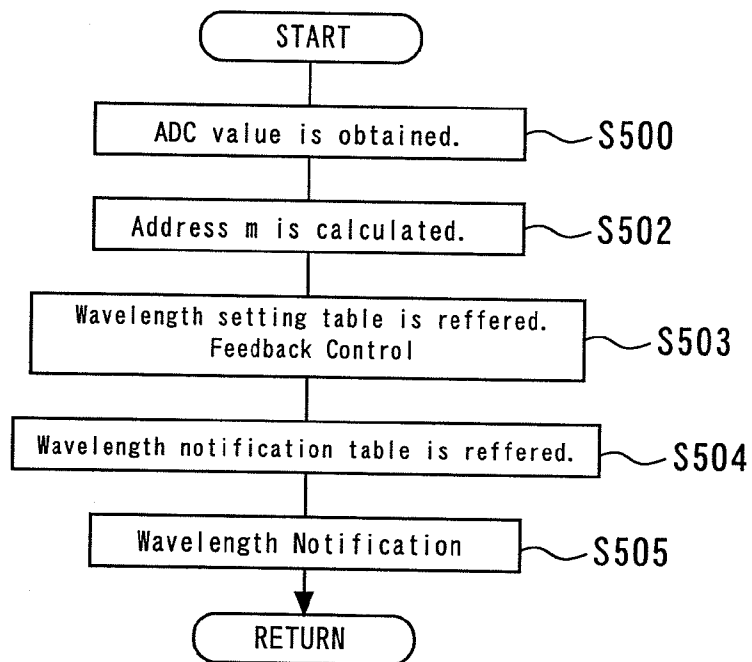 START
ADC value is obtained.
S500
Address m is calculated.
S502
Wavelength setting table is reffered.
Feedback Control
S503
Wavelength notification table is reffered.
S504
Wavelength Notification
S505
RETURN